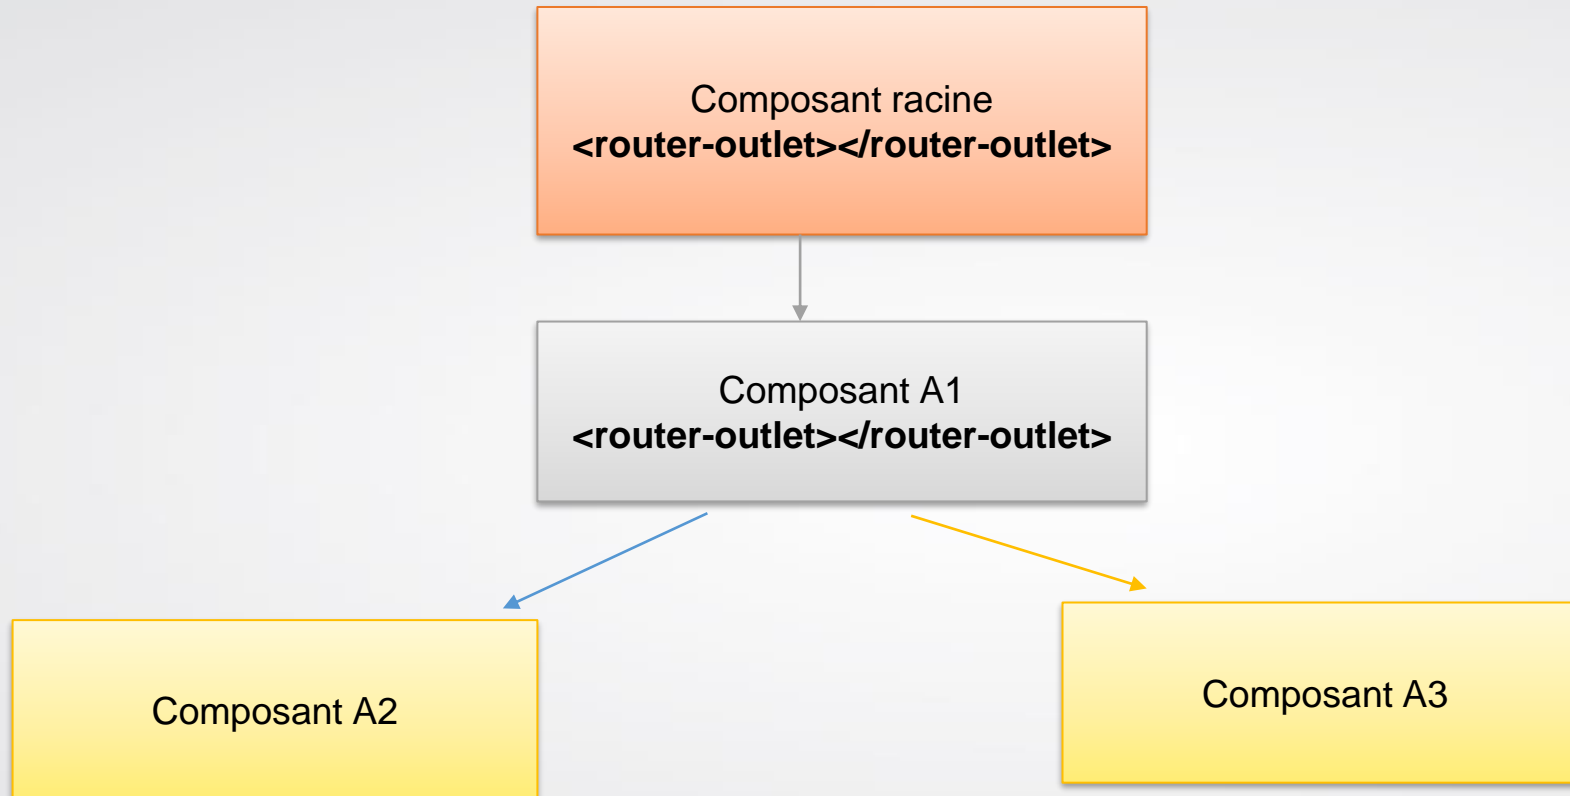 Composant racine
<router-outlet></router-outlet>
Composant A1
<router-outlet></router-outlet>
Composant A2
Composant A3